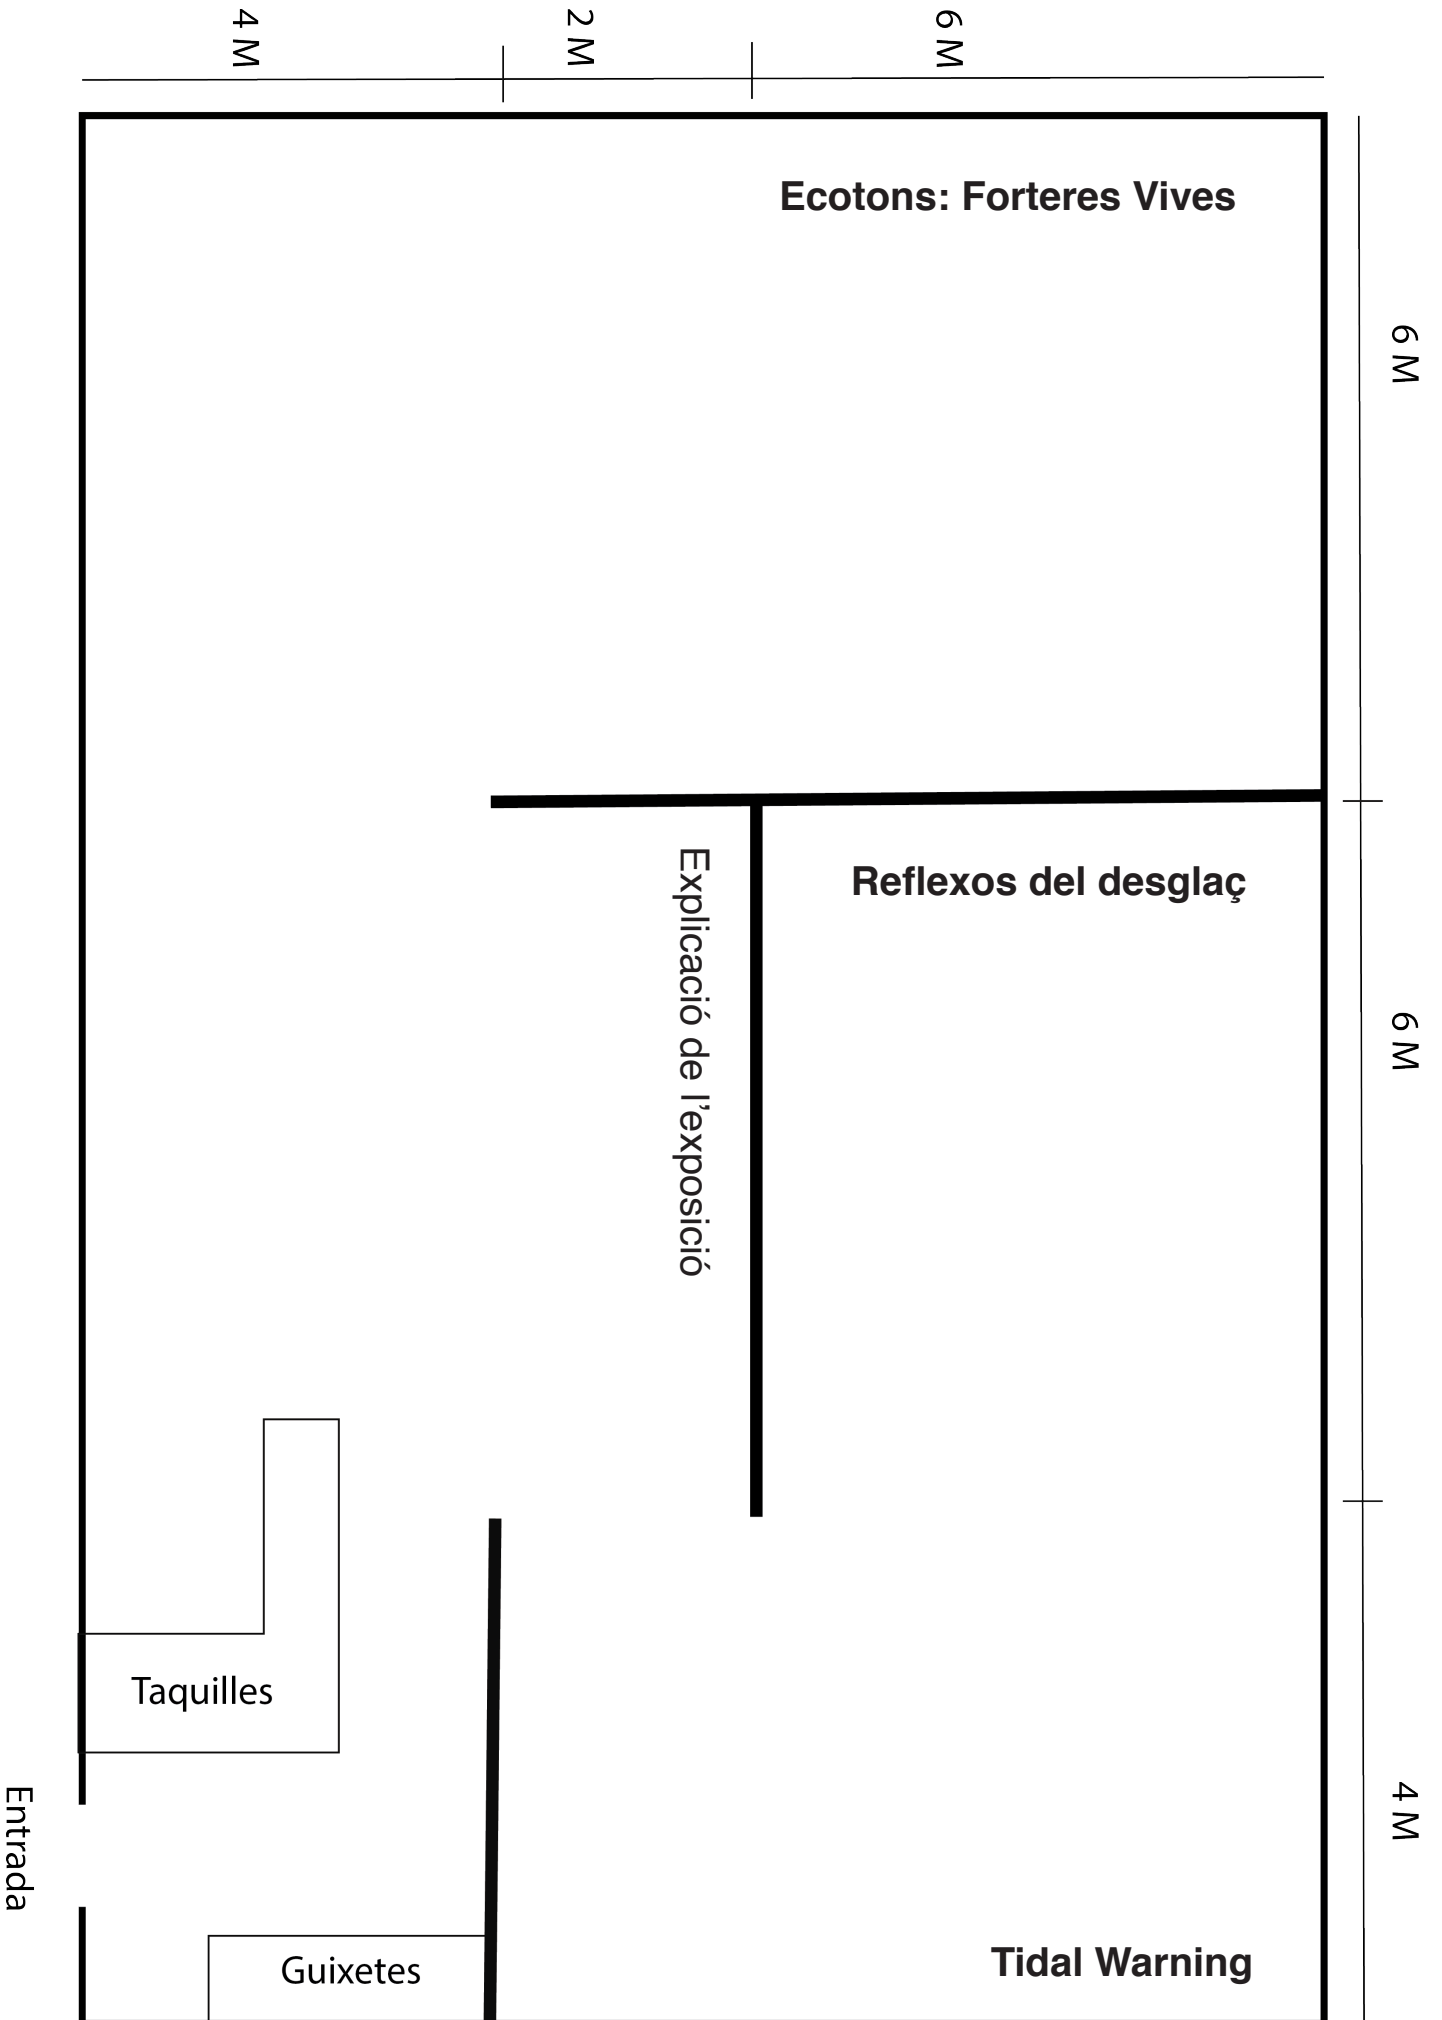 4 M
2 M
6 M
Ecotons: Forteres Vives
6 M
Reflexos del desglaç
Explicació de l'exposició
6 M
Taquilles
Entrada
4 M
Guixetes
Tidal Warning